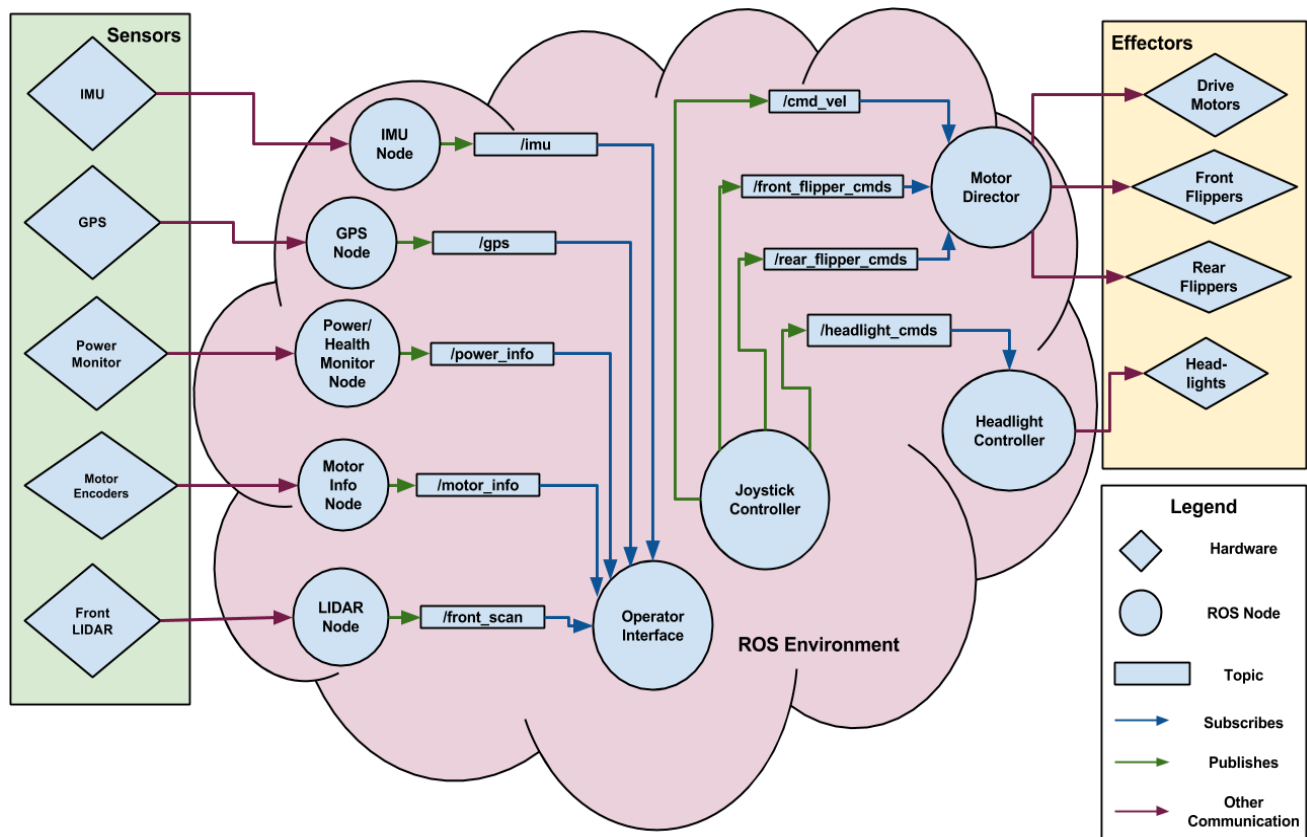 Sensors
IMU
GPS
Power
Monitor
Motor
Encoders
Front
LIDAR
IMU
Node
/imu
GPS
Node
/gps
Power/
Health
Monitor
Node
/power_info
Motor
Info
Node
/motor_info
LIDAR
Node
/front_scan
Operator
Interface
/cmd_vel
/front_flipper_cmds
/rear_flipper_cmds
/headlight_cmds
Joystick
Controller
Motor
Director
Headlight
Controller
ROS Environment
Effectors
Drive
Motors
Front
Flippers
Rear
Flippers
Head-
lights
Legend
Hardware
ROS Node
Topic
Subscribes
Publishes
Other
Communication